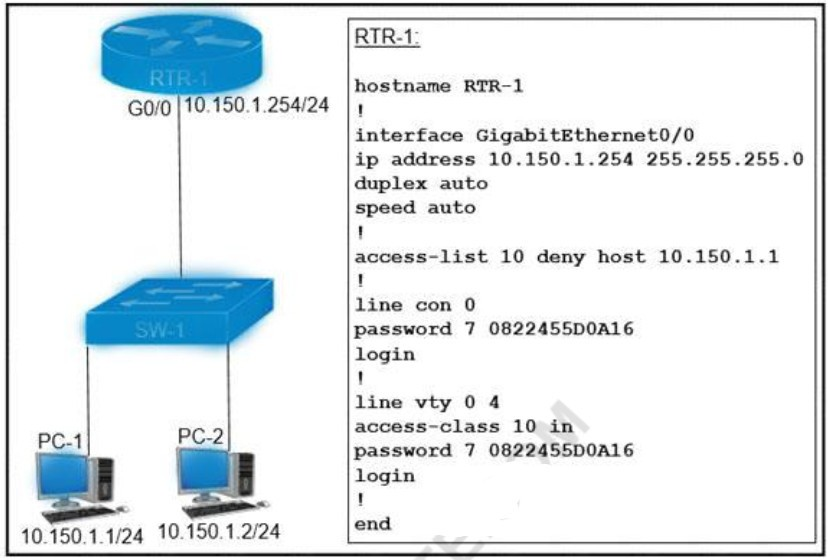 RTR-1
G0/0 10.150.1.254/24
SW-1
PC-1
PC-2
10.150.1.1/24
10.150.1.2/24
RTR-1:
hostname RTR-1
!
interface GigabitEthernet0/0
ip address 10.150.1.254 255.255.255.0
duplex auto
speed auto
!
access-list 10 deny host 10.150.1.1
!
line con 0
password 7 0822455D0A16
login
!
line vty 0 4
access-class 10 in
password 7 0822455D0A16
login
!
end